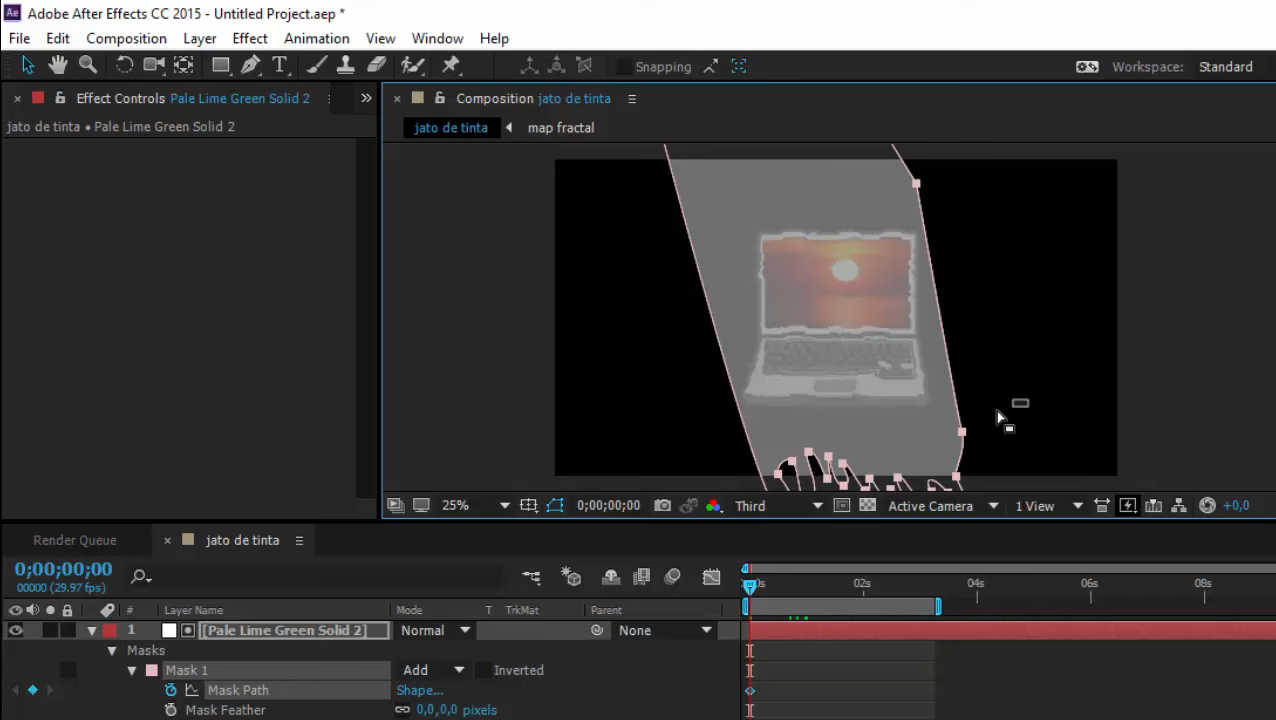 Ae Adobe After Effects CC 2015 - Untitled Project.aep *
File Edit Composition Layer Effect Animation View Window Help
T Snapping Workspace: Standard
× Effect Controls Pale Lime Green Solid 2 × Composition jato de tinta
jato de tinta • Pale Lime Green Solid 2
jato de tinta map fractal
25% 0;00;00;00 Third Active Camera 1 View +0,0
Render Queue × jato de tinta
0;00;00;00
00000 (29.97 fps)
02s 04s 06s 08s
# Layer Name Mode T TrkMat Parent
1 [Pale Lime Green Solid 2] Normal None
Masks
Mask 1 Add Inverted
Mask Path Shape...
Mask Feather 0,0,0,0 pixels